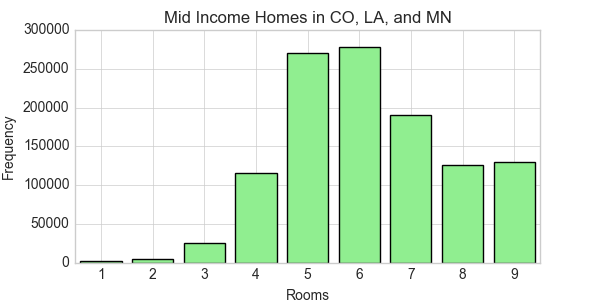 Mid Income Homes in CO, LA, and MN
300000
250000
200000
150000
100000
50000
0
Frequency
1 2 3 4 5 6 7 8 9
Rooms